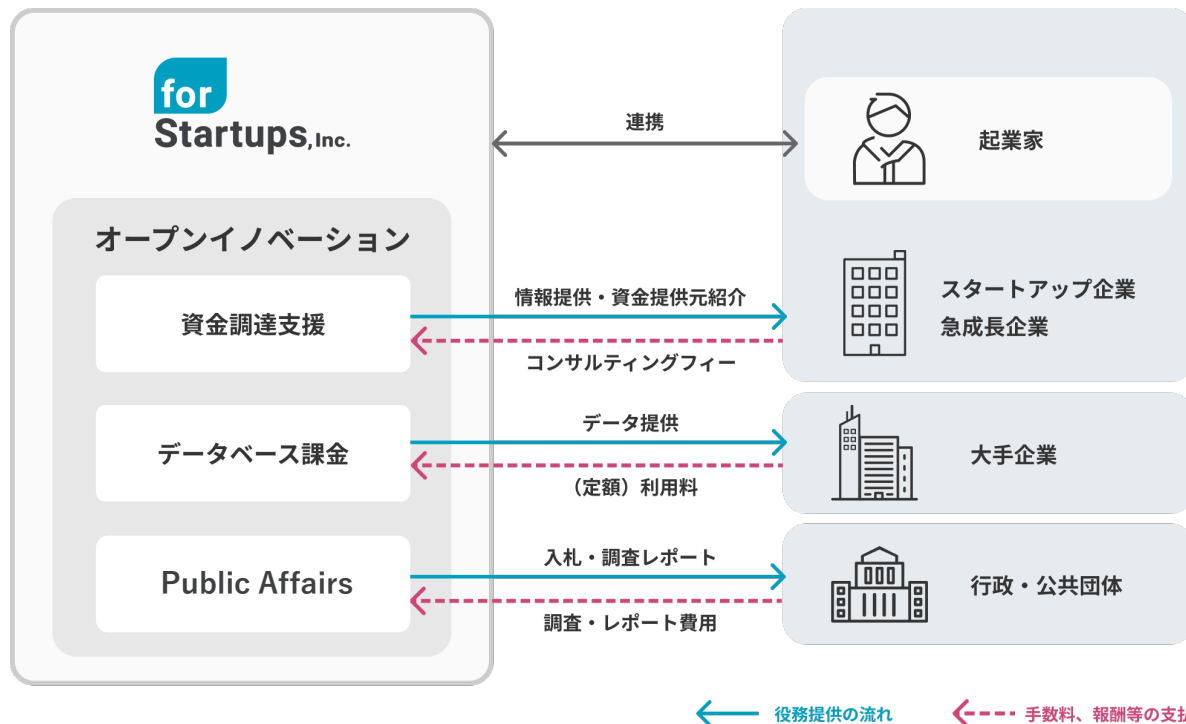 for
Startups,Inc.
連携
起業家
オープンイノベーション
資金調達支援
情報提供・資金提供元紹介
コンサルティングフィー
スタートアップ企業
急成長企業
データベース課金
データ提供
（定額）利用料
大手企業
Public Affairs
入札・調査レポート
調査・レポート費用
行政・公共団体
役務提供の流れ
手数料、報酬等の支